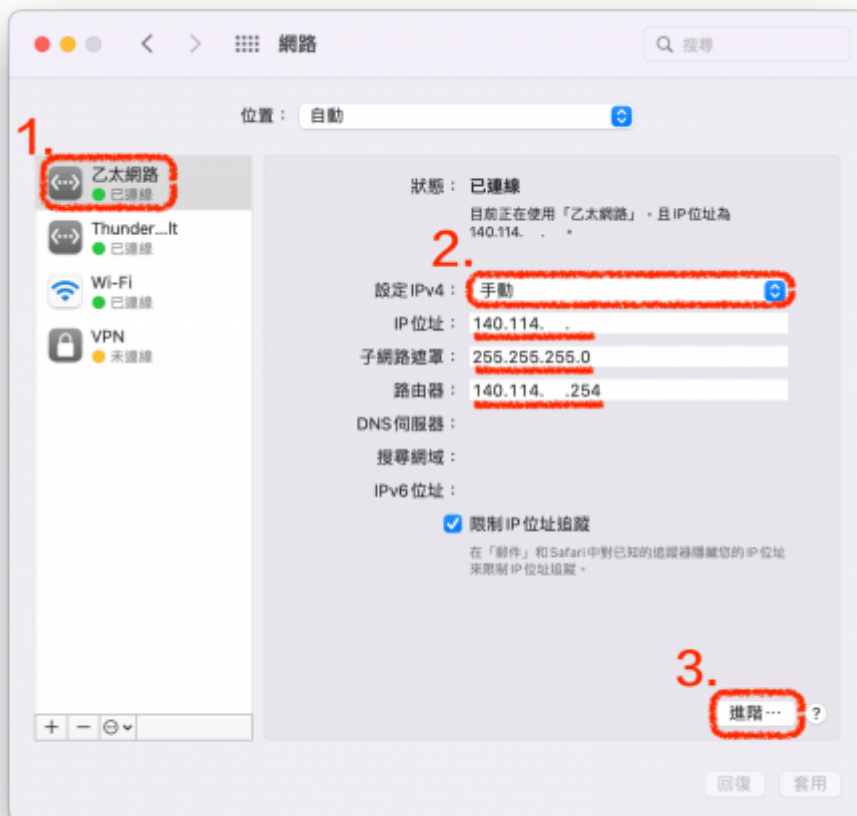 網路
搜尋
位置： 自動
1.
乙太網路
已連線
Thunder...lt
已連線
Wi-Fi
已連線
VPN
未連線
狀態： 已連線
目前正在使用「乙太網路」，且IP位址為
140.114. . 。
2.
設定IPv4： 手動
IP位址： 140.114. .
子網路遮罩： 255.255.255.0
路由器： 140.114. .254
DNS伺服器：
搜尋網域：
IPv6位址：
限制IP位址追蹤
在「郵件」和Safari中對已知的追蹤器隱藏您的IP位址
來限制IP位址追蹤。
3.
進階… ?
回復 套用